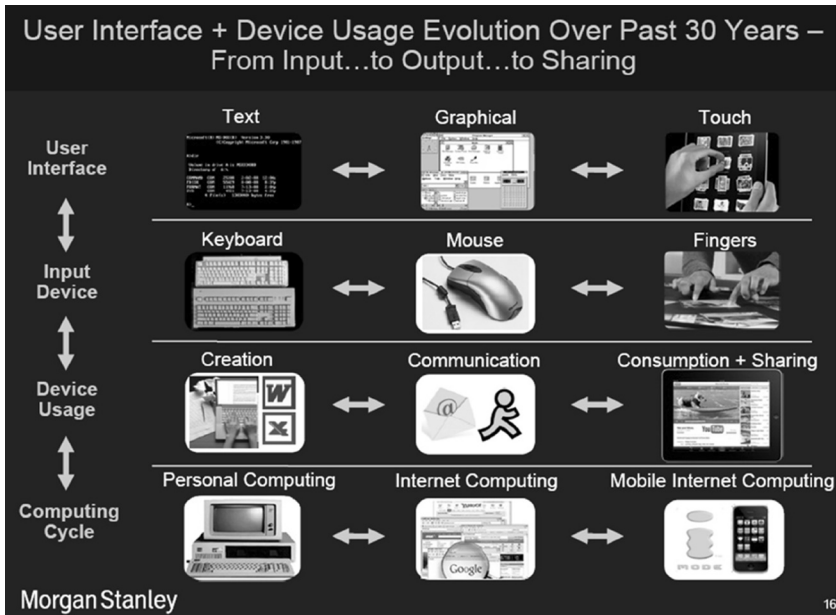 User Interface + Device Usage Evolution Over Past 30 Years –
From Input…to Output…to Sharing
Text
Graphical
Touch
User
Interface
Keyboard
Mouse
Fingers
Input
Device
Creation
Communication
Consumption + Sharing
Device
Usage
W
X
@
YouTube
Personal Computing
Internet Computing
Mobile Internet Computing
Computing
Cycle
Google
Morgan Stanley
16